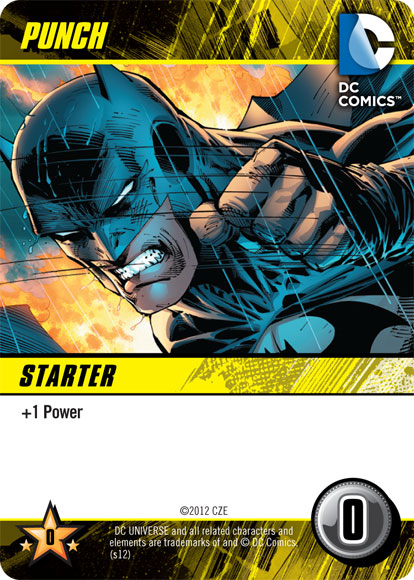 PUNCH
DC
COMICS™
STARTER
+1 Power
©2012 CZE
0
DC UNIVERSE and all related characters and
elements are trademarks of and © DC Comics.
(s12)
0